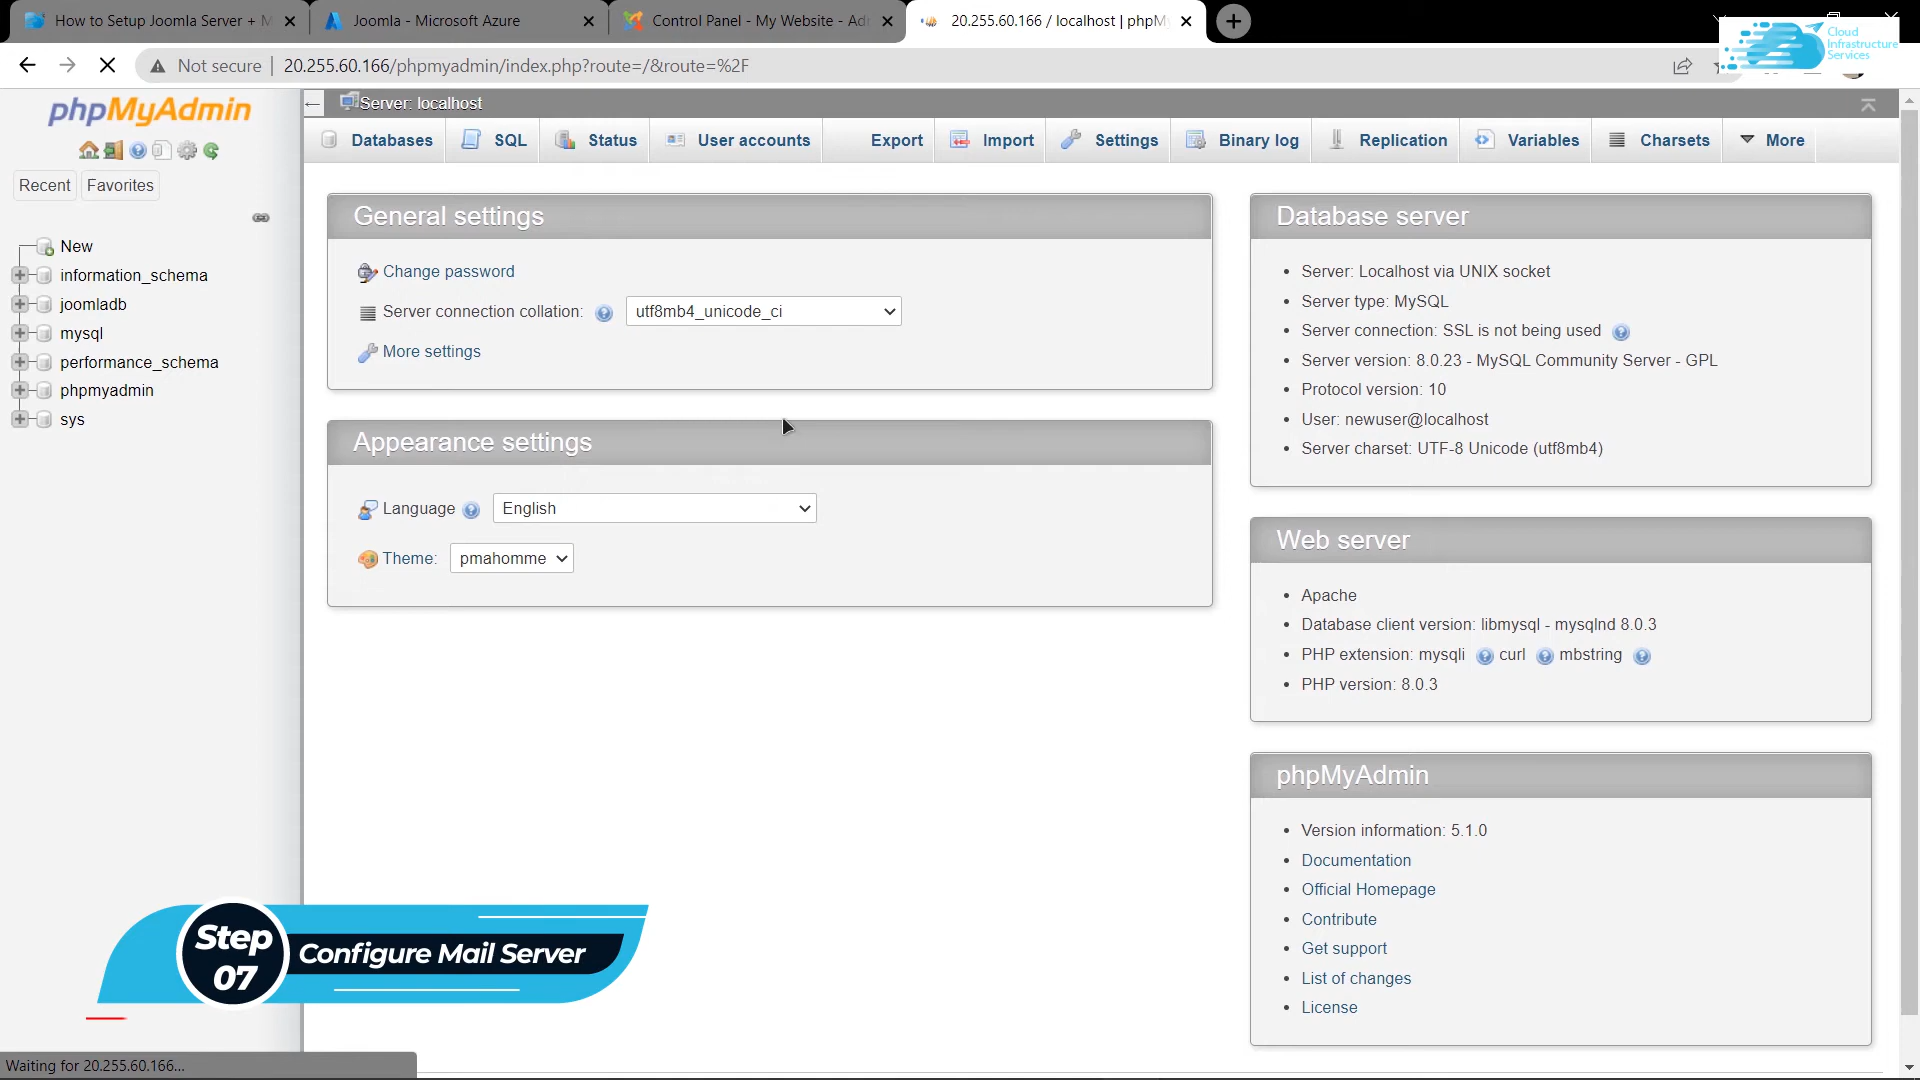 How to Setup Joomla Server + M
Joomla - Microsoft Azure
Control Panel - My Website - Ad
20.255.60.166 / localhost | phpM
Cloud
Infrastructure
Services
Not secure
20.255.60.166/phpmyadmin/index.php?route=/&route=%2F
phpMyAdmin
Recent
Favorites
New
information_schema
joomladb
mysql
performance_schema
phpmyadmin
sys
Server: localhost
Databases
SQL
Status
User accounts
Export
Import
Settings
Binary log
Replication
Variables
Charsets
More
General settings
Change password
Server connection collation:
utf8mb4_unicode_ci
More settings
Appearance settings
Language
English
Theme:
pmahomme
Database server
Server: Localhost via UNIX socket
Server type: MySQL
Server connection: SSL is not being used
Server version: 8.0.23 - MySQL Community Server - GPL
Protocol version: 10
User: newuser@localhost
Server charset: UTF-8 Unicode (utf8mb4)
Web server
Apache
Database client version: libmysql - mysqlnd 8.0.3
PHP extension: mysqli curl mbstring
PHP version: 8.0.3
phpMyAdmin
Version information: 5.1.0
Documentation
Official Homepage
Contribute
Get support
List of changes
License
Step
07
Configure Mail Server
Waiting for 20.255.60.166...